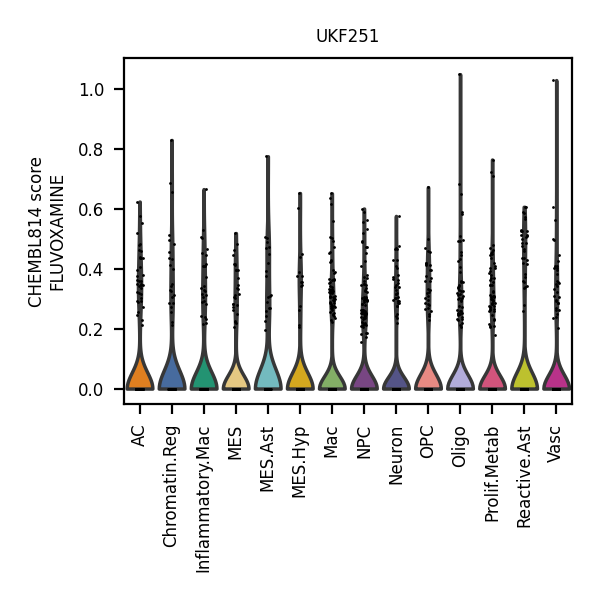 UKF251
CHEMBL814 score
FLUVOXAMINE
1.0
0.8
0.6
0.4
0.2
0.0
AC
Chromatin.Reg
Inflammatory.Mac
MES
MES.Ast
MES.Hyp
Mac
NPC
Neuron
OPC
Oligo
Prolif.Metab
Reactive.Ast
Vasc